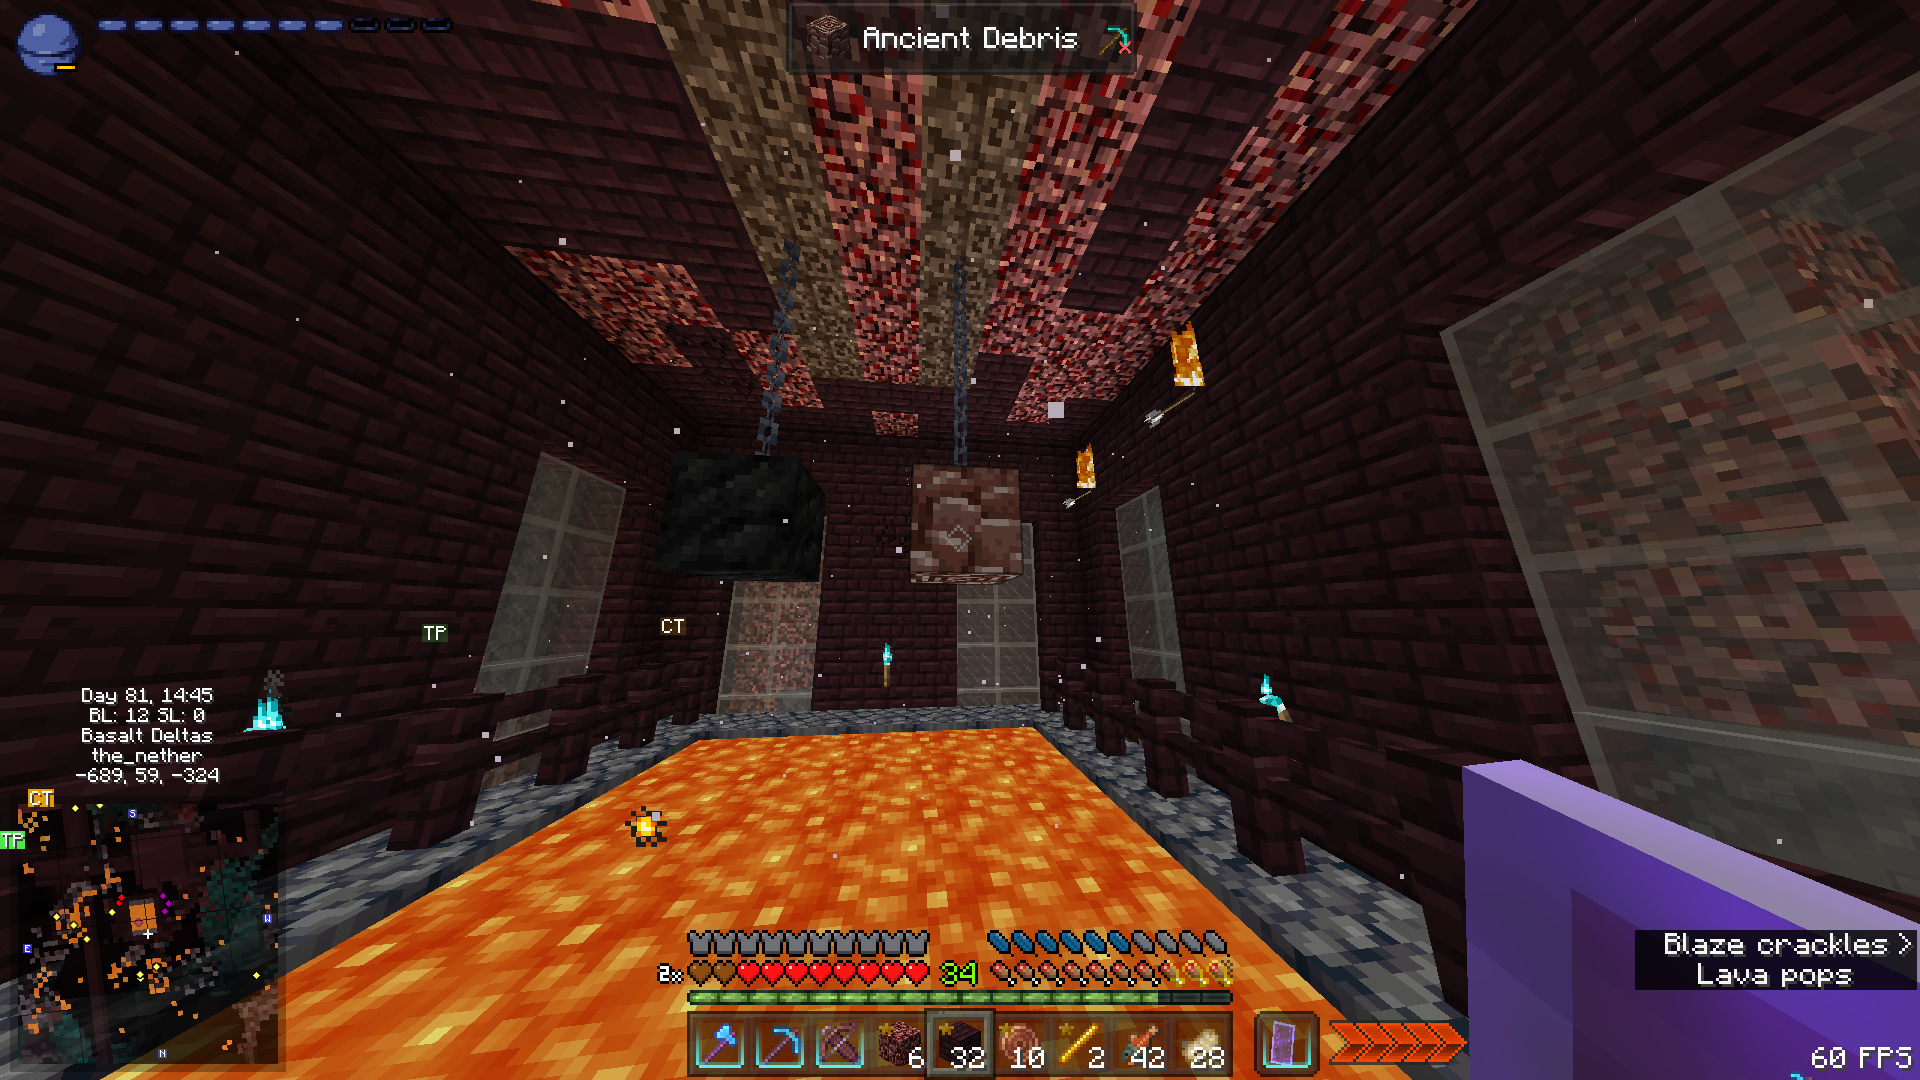 Ancient Debris
TP
CT
Day 81, 14:45
BL: 12 SL: 0
Basalt Deltas
the_nether
-689, 59, -324
CT
S
TP
W
E
N
2x
34
6
32
10
2
42
28
Blaze crackles >
Lava pops
60 FPS